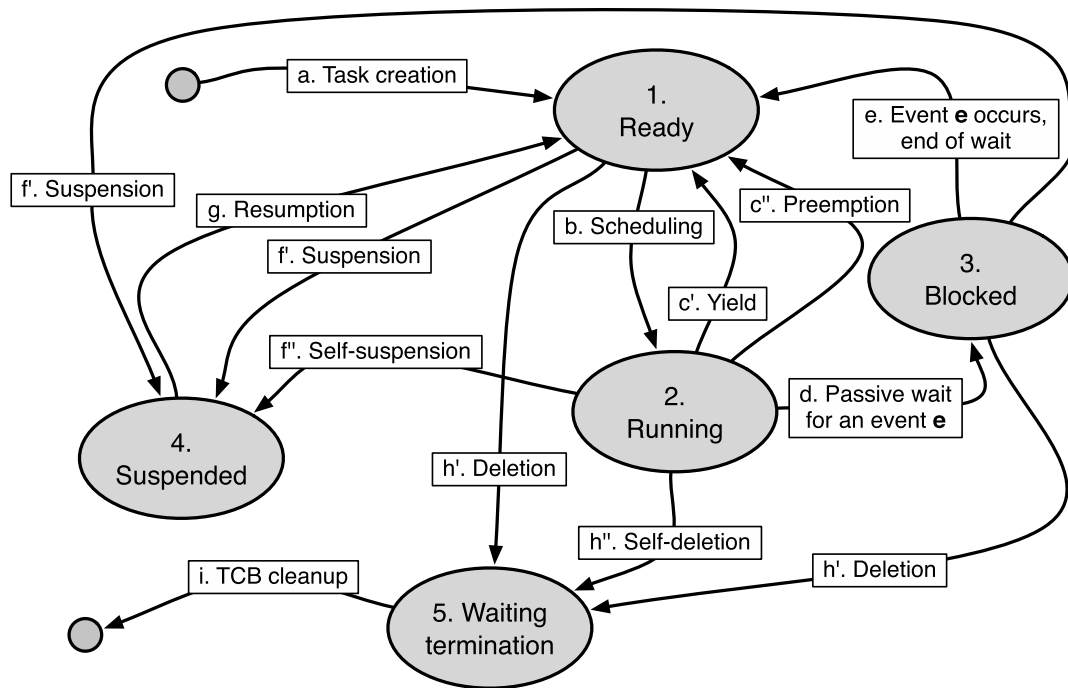 a. Task creation
1.
Ready
e. Event e occurs,
end of wait
f'. Suspension
g. Resumption
c''. Preemption
b. Scheduling
f'. Suspension
3.
Blocked
c'. Yield
f''. Self-suspension
2.
Running
d. Passive wait
for an event e
4.
Suspended
h'. Deletion
h''. Self-deletion
i. TCB cleanup
h'. Deletion
5. Waiting
termination